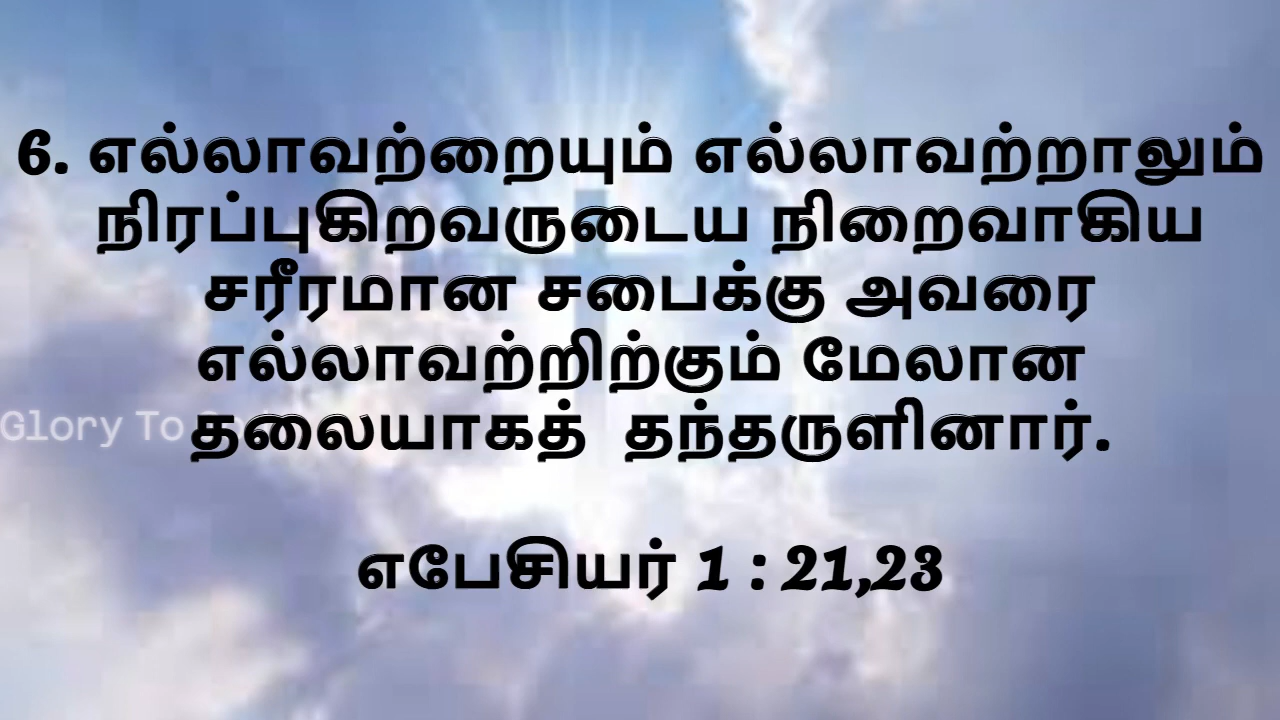 6. எல்லாவற்றையும் எல்லாவற்றாலும்
நிரப்புகிறவருடைய நிறைவாகிய
சரீரமான சபைக்கு அவரை
எல்லாவற்றிற்கும் மேலான
Glory To
தலையாகத் தந்தருளினார்.
எபேசியர் 1 : 21,23